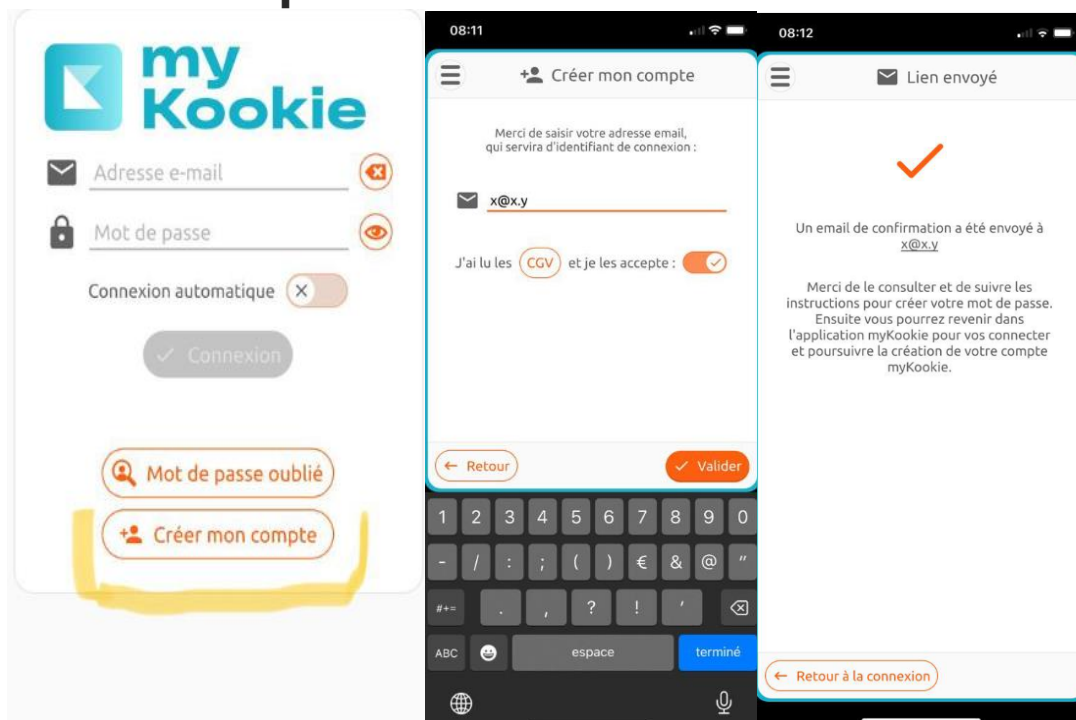 my
Kookie
Adresse e-mail
Mot de passe
Connexion automatique
Connexion
Mot de passe oublié
Créer mon compte
08:11
Créer mon compte
Merci de saisir votre adresse email,
qui servira d'identifiant de connexion :
x@x.y
J'ai lu les CGV et je les accepte :
Retour
Valider
1 2 3 4 5 6 7 8 9 0
- / : ; ( ) € & @ "
#+= . , ? ! '
ABC espace terminé
08:12
Lien envoyé
Un email de confirmation a été envoyé à
x@x.y
Merci de le consulter et de suivre les
instructions pour créer votre mot de passe.
Ensuite vous pourrez revenir dans
l'application myKookie pour vos connecter
et poursuivre la création de votre compte
myKookie.
Retour à la connexion